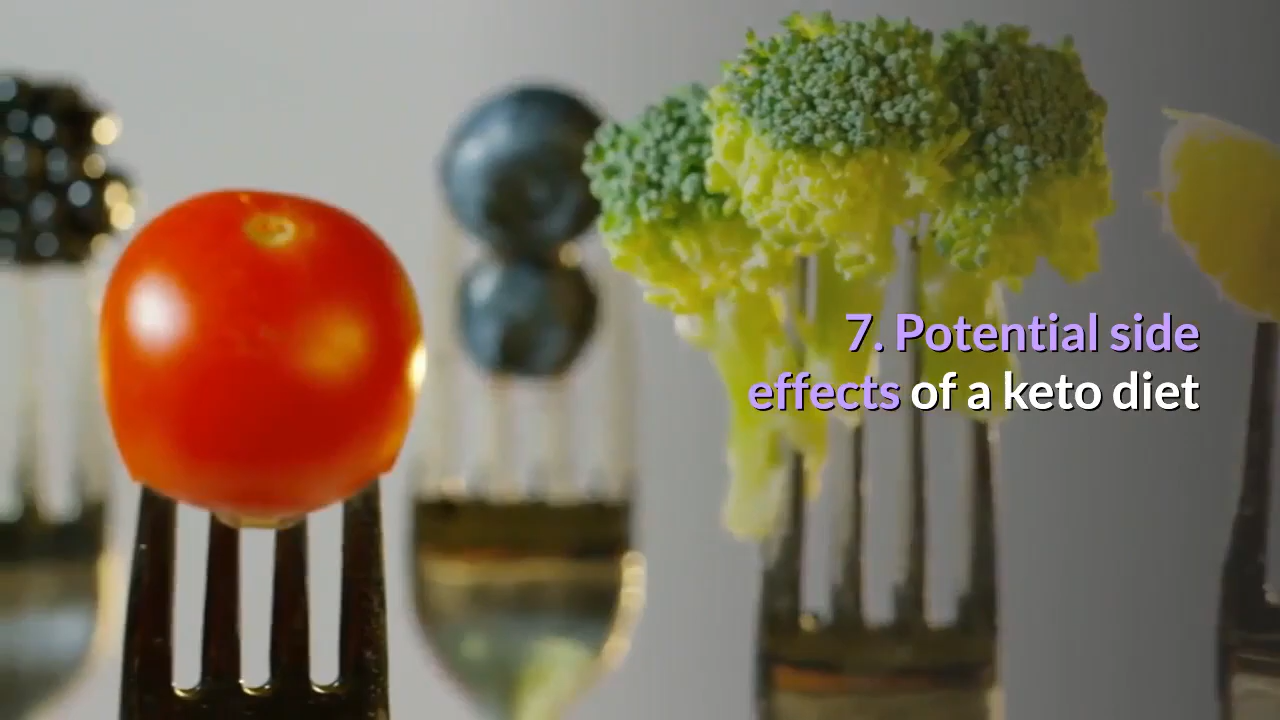 7. Potential side
effects of a keto diet